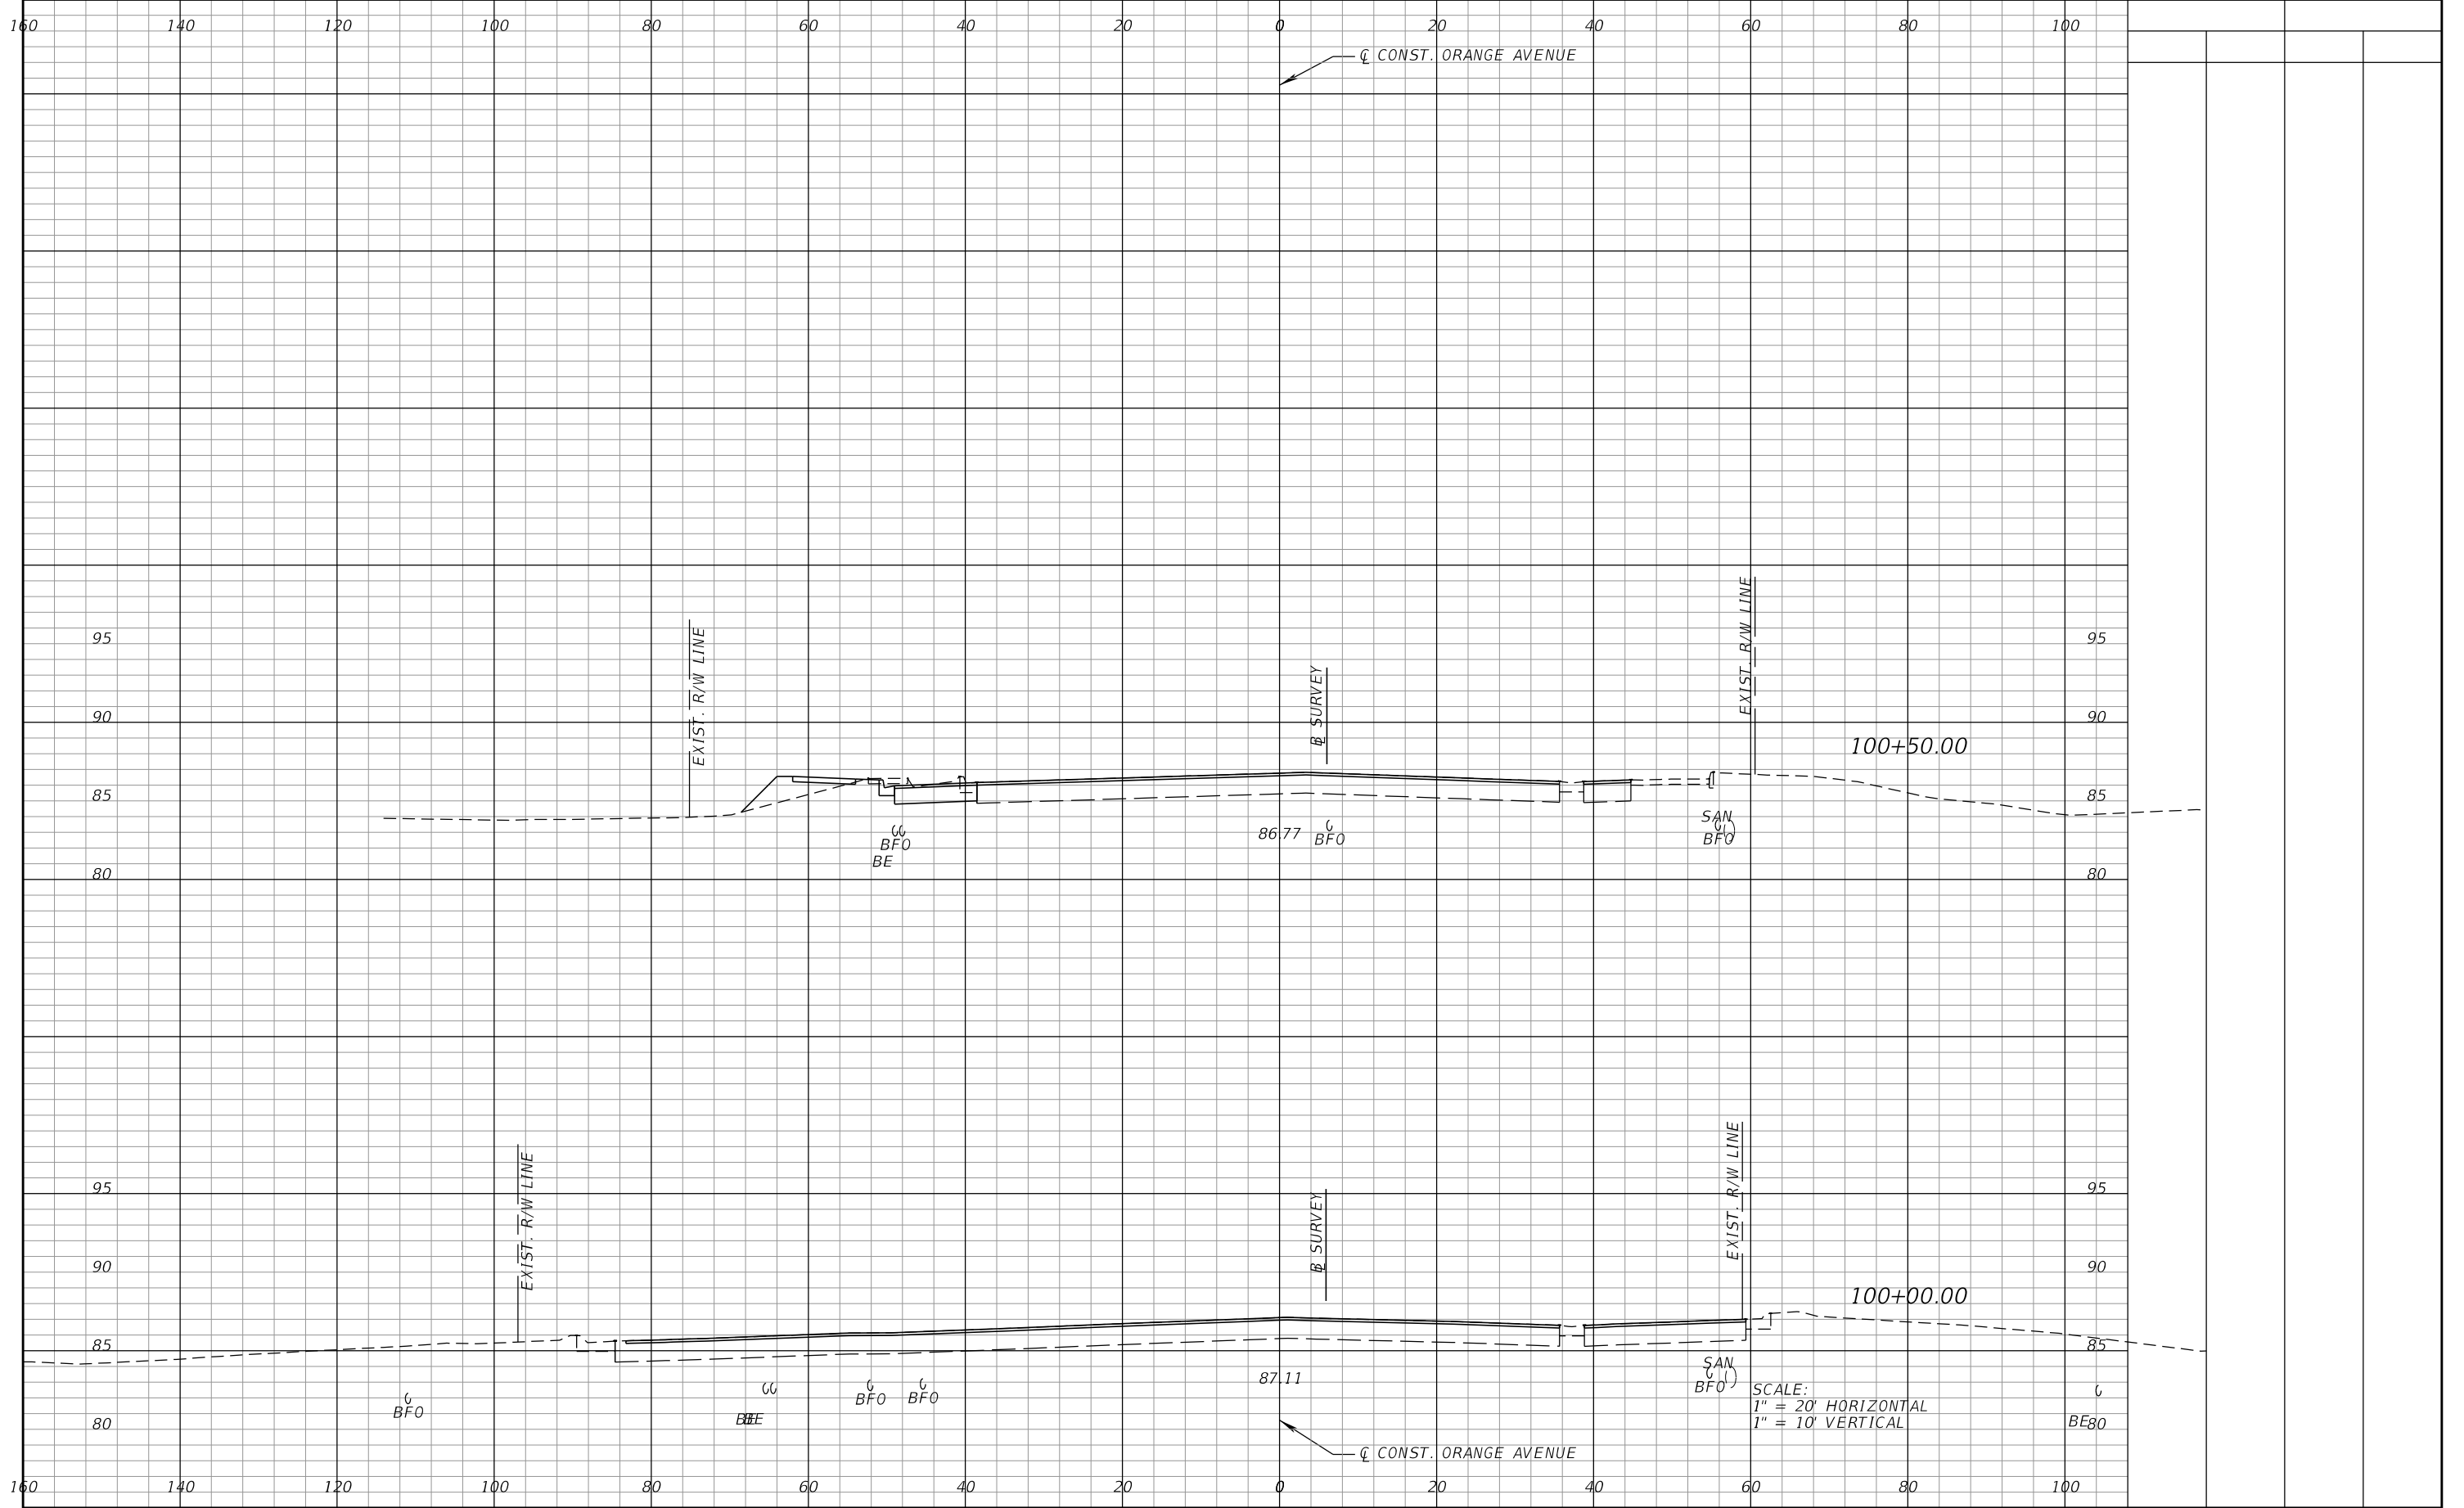 160 140 120 100 80 60 40 20 0 20 40 60 80 100
℄ CONST. ORANGE AVENUE
EXIST. R/W LINE
EXIST. R/W LINE
B SURVEY
95 95
90 90
100+50.00
85 85
SAN
86.77
BFO
BFO
BFO
BE
80 80
EXIST. R/W LINE
EXIST. R/W LINE
B SURVEY
95 95
90 90
100+00.00
85 85
SAN
87.11
BFO
BFO
BFO
BFO
SCALE:
1" = 20' HORIZONTAL
1" = 10' VERTICAL
80 BE BE BE 80
℄ CONST. ORANGE AVENUE
160 140 120 100 80 60 40 20 0 20 40 60 80 100